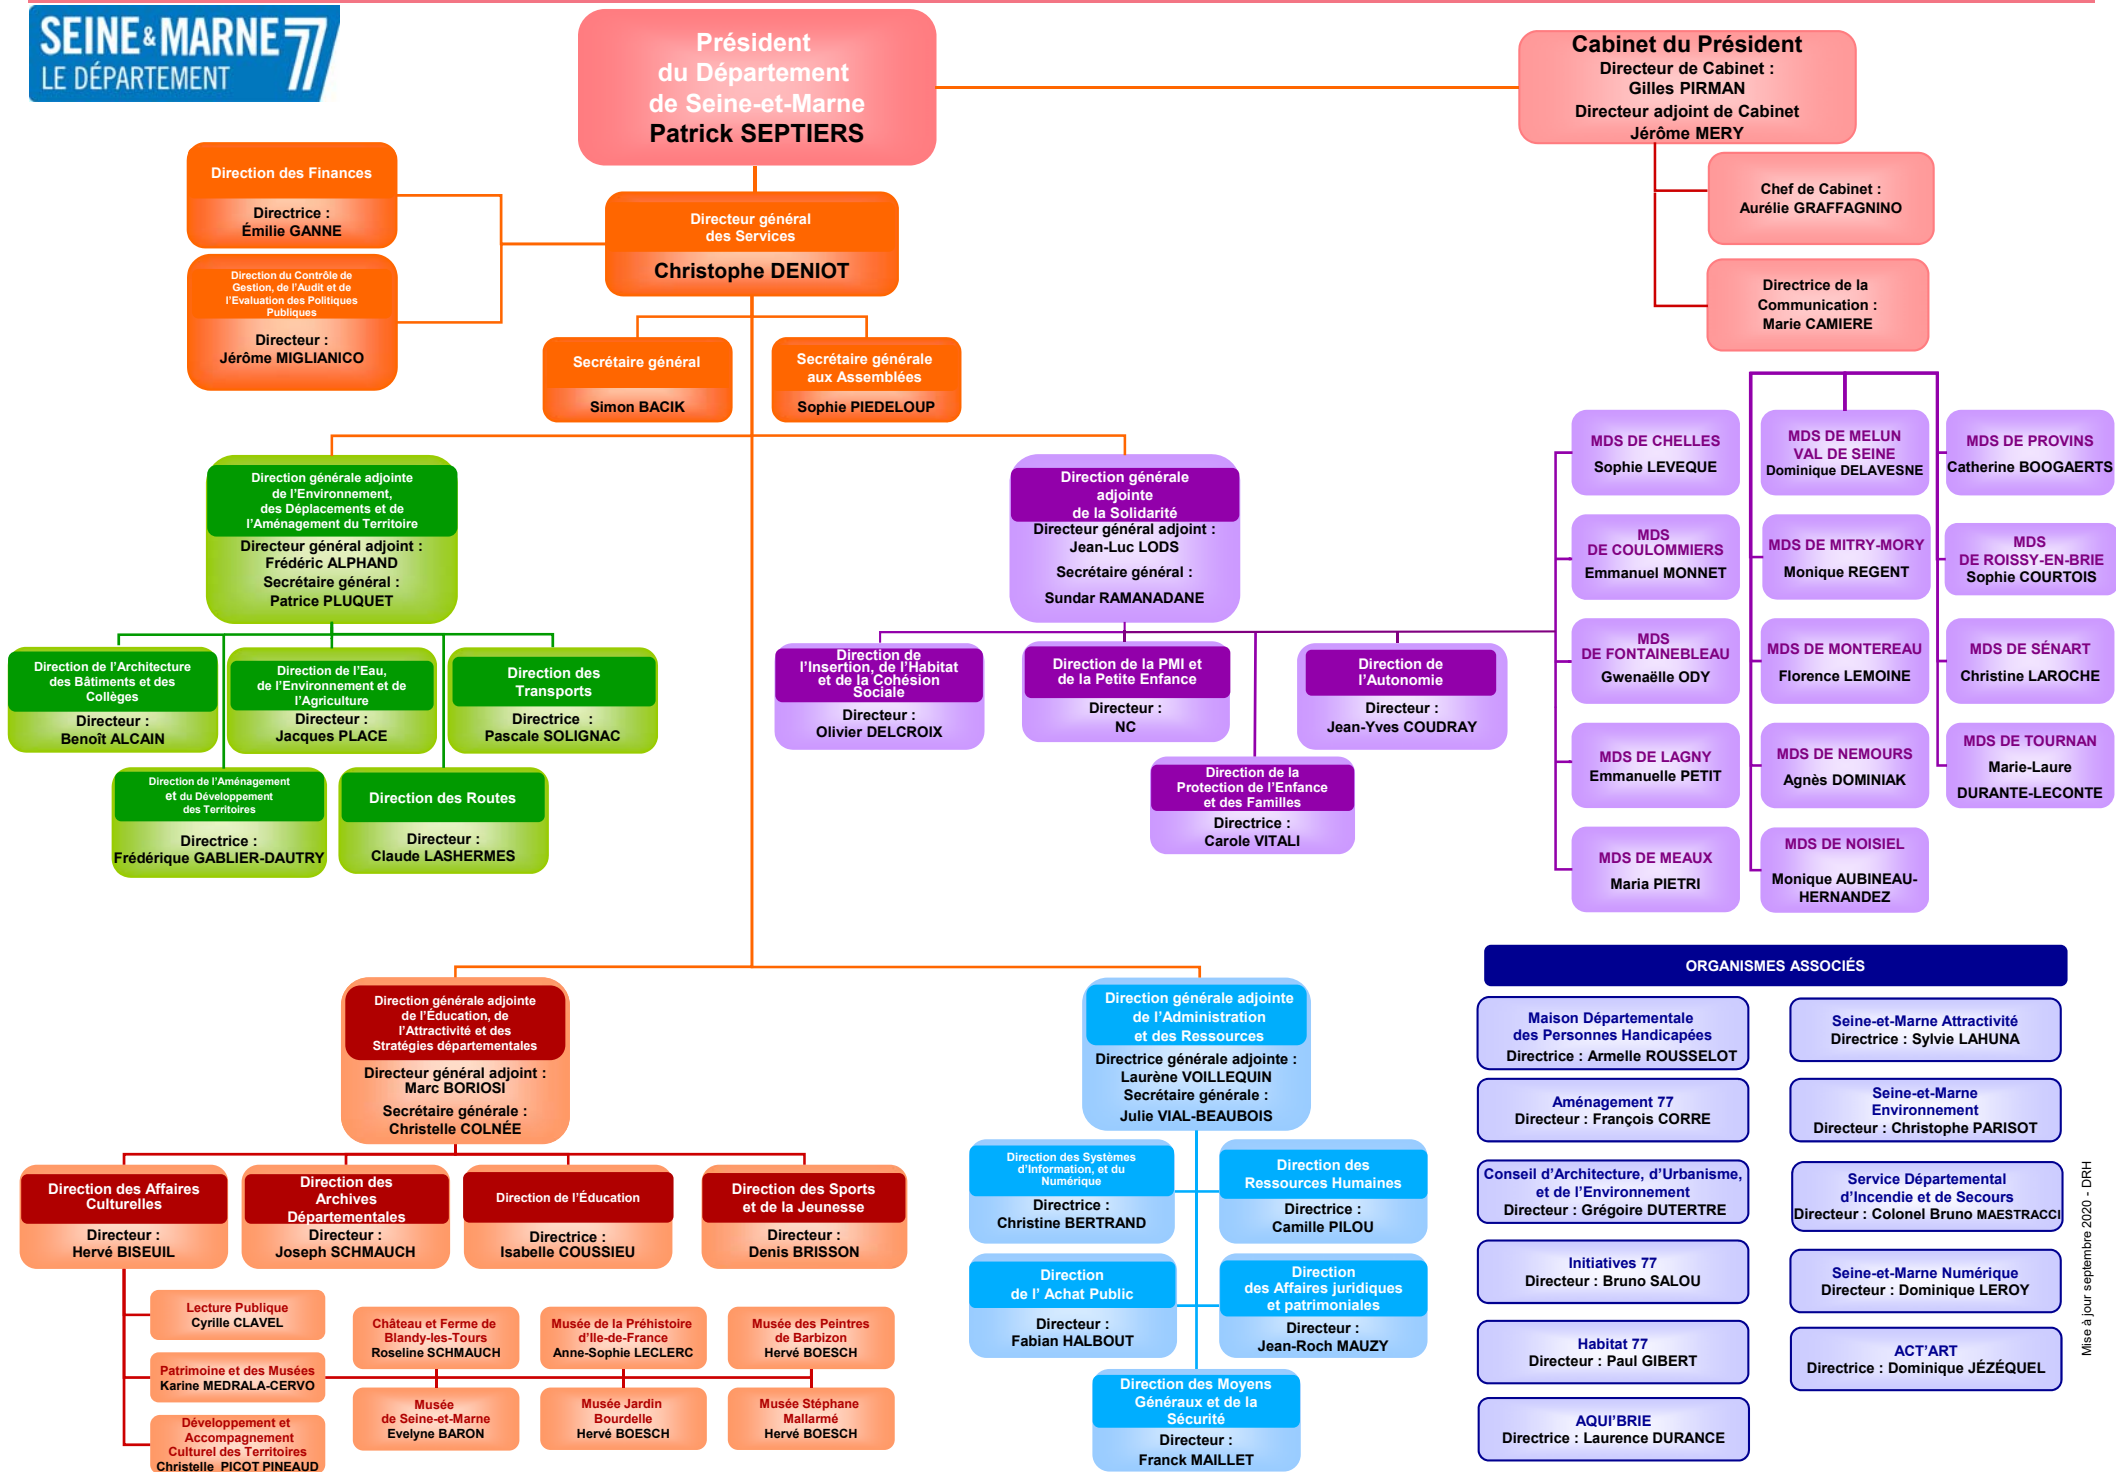 SEINE&MARNE 77
LE DÉPARTEMENT
Président
du Département
de Seine-et-Marne
Patrick SEPTIERS
Cabinet du Président
Directeur de Cabinet :
Gilles PIRMAN
Directeur adjoint de Cabinet
Jérôme MERY
Chef de Cabinet :
Aurélie GRAFFAGNINO
Directrice de la
Communication :
Marie CAMIERE
Direction des Finances
Directrice :
Émilie GANNE
Direction du Contrôle de
Gestion, de l'Audit et de
l'Evaluation des Politiques
Publiques
Directeur :
Jérôme MIGLIANICO
Directeur général
des Services
Christophe DENIOT
Secrétaire général
Simon BACIK
Secrétaire générale
aux Assemblées
Sophie PIEDELOUP
Direction générale adjointe
de l'Environnement,
des Déplacements et de
l'Aménagement du Territoire
Directeur général adjoint :
Frédéric ALPHAND
Secrétaire général :
Patrice PLUQUET
Direction de l'Architecture
des Bâtiments et des
Collèges
Directeur :
Benoît ALCAIN
Direction de l'Eau,
de l'Environnement et de
l'Agriculture
Directeur :
Jacques PLACE
Direction des
Transports
Directrice :
Pascale SOLIGNAC
Direction de l'Aménagement
et du Développement
des Territoires
Directrice :
Frédérique GABLIER-DAUTRY
Direction des Routes
Directeur :
Claude LASHERMES
Direction générale
adjointe
de la Solidarité
Directeur général adjoint :
Jean-Luc LODS
Secrétaire général :
Sundar RAMANADANE
Direction de
l'Insertion, de l'Habitat
et de la Cohésion
Sociale
Directeur :
Olivier DELCROIX
Direction de la PMI et
de la Petite Enfance
Directeur :
NC
Direction de
l'Autonomie
Directeur :
Jean-Yves COUDRAY
Direction de la
Protection de l'Enfance
et des Familles
Directrice :
Carole VITALI
MDS DE CHELLES
Sophie LEVEQUE
MDS DE MELUN
VAL DE SEINE
Dominique DELAVESNE
MDS DE PROVINS
Catherine BOOGAERTS
MDS
DE COULOMMIERS
Emmanuel MONNET
MDS DE MITRY-MORY
Monique REGENT
MDS
DE ROISSY-EN-BRIE
Sophie COURTOIS
MDS
DE FONTAINEBLEAU
Gwenaëlle ODY
MDS DE MONTEREAU
Florence LEMOINE
MDS DE SÉNART
Christine LAROCHE
MDS DE LAGNY
Emmanuelle PETIT
MDS DE NEMOURS
Agnès DOMINIAK
MDS DE TOURNAN
Marie-Laure
DURANTE-LECONTE
MDS DE MEAUX
Maria PIETRI
MDS DE NOISIEL
Monique AUBINEAU-
HERNANDEZ
Direction générale adjointe
de l'Éducation, de
l'Attractivité et des
Stratégies départementales
Directeur général adjoint :
Marc BORIOSI
Secrétaire générale :
Christelle COLNÉE
Direction des Affaires
Culturelles
Directeur :
Hervé BISEUIL
Direction des
Archives
Départementales
Directeur :
Joseph SCHMAUCH
Direction de l'Éducation
Directrice :
Isabelle COUSSIEU
Direction des Sports
et de la Jeunesse
Directeur :
Denis BRISSON
Lecture Publique
Cyrille CLAVEL
Patrimoine et des Musées
Karine MEDRALA-CERVO
Développement et
Accompagnement
Culturel des Territoires
Christelle PICOT PINEAUD
Château et Ferme de
Blandy-les-Tours
Roseline SCHMAUCH
Musée de la Préhistoire
d'Ile-de-France
Anne-Sophie LECLERC
Musée des Peintres
de Barbizon
Hervé BOESCH
Musée
de Seine-et-Marne
Evelyne BARON
Musée Jardin
Bourdelle
Hervé BOESCH
Musée Stéphane
Mallarmé
Hervé BOESCH
Direction générale adjointe
de l'Administration
et des Ressources
Directrice générale adjointe :
Laurène VOILLEQUIN
Secrétaire générale :
Julie VIAL-BEAUBOIS
Direction des Systèmes
d'Information, et du
Numérique
Directrice :
Christine BERTRAND
Direction des
Ressources Humaines
Directrice :
Camille PILOU
Direction
de l' Achat Public
Directeur :
Fabian HALBOUT
Direction
des Affaires juridiques
et patrimoniales
Directeur :
Jean-Roch MAUZY
Direction des Moyens
Généraux et de la
Sécurité
Directeur :
Franck MAILLET
ORGANISMES ASSOCIÉS
Maison Départementale
des Personnes Handicapées
Directrice : Armelle ROUSSELOT
Seine-et-Marne Attractivité
Directrice : Sylvie LAHUNA
Aménagement 77
Directeur : François CORRE
Seine-et-Marne
Environnement
Directeur : Christophe PARISOT
Conseil d'Architecture, d'Urbanisme,
et de l'Environnement
Directeur : Grégoire DUTERTRE
Service Départemental
d'Incendie et de Secours
Directeur : Colonel Bruno MAESTRACCI
Initiatives 77
Directeur : Bruno SALOU
Seine-et-Marne Numérique
Directeur : Dominique LEROY
Habitat 77
Directeur : Paul GIBERT
ACT'ART
Directrice : Dominique JÉZÉQUEL
AQUI'BRIE
Directrice : Laurence DURANCE
Mise à jour septembre 2020 - DRH